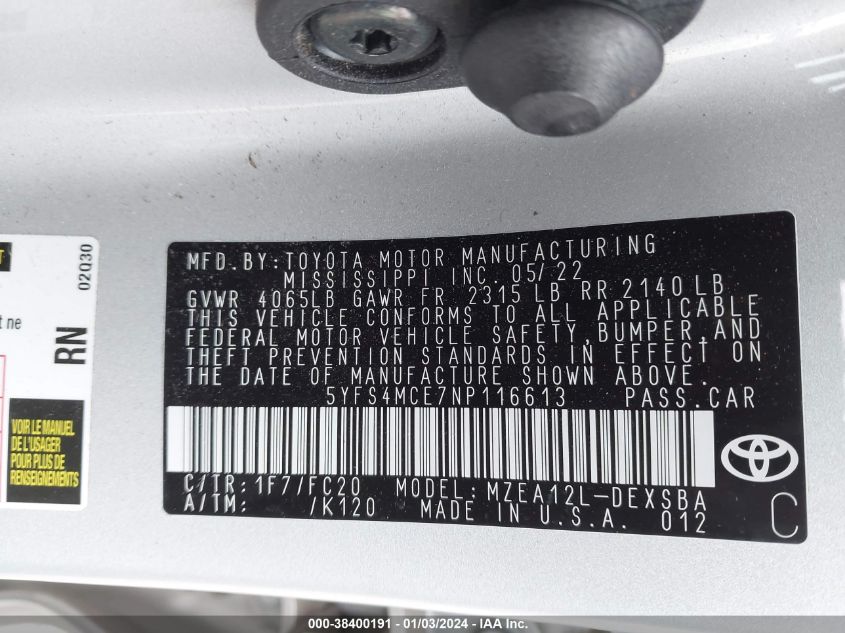 MFD.BY:TOYOTA MOTOR MANUFACTURING
MISSISSIPPI INC. 05/22
GVWR 4065LB GAWR FR 2315 LB RR 2140 LB
THIS VEHICLE CONFORMS TO ALL APPLICABLE
FEDERAL MOTOR VEHICLE SAFETY,BUMPER,AND
THEFT PREVENTION STANDARDS IN EFFECT ON
THE DATE OF MANUFACTURE SHOWN ABOVE.
5YFS4MCE7NP116613 PASS.CAR
C/TR: 1F7/FC20 MODEL:MZEA12L-DEXSBA
A/TM: /K120 MADE IN U.S.A. 012
C
02030
T
t ne
RN
VOIR LE MANUEL
DE L'USAGER
POUR PLUS DE
RENSEIGNEMENTS
000-38400191 - 01/03/2024 - IAA Inc.